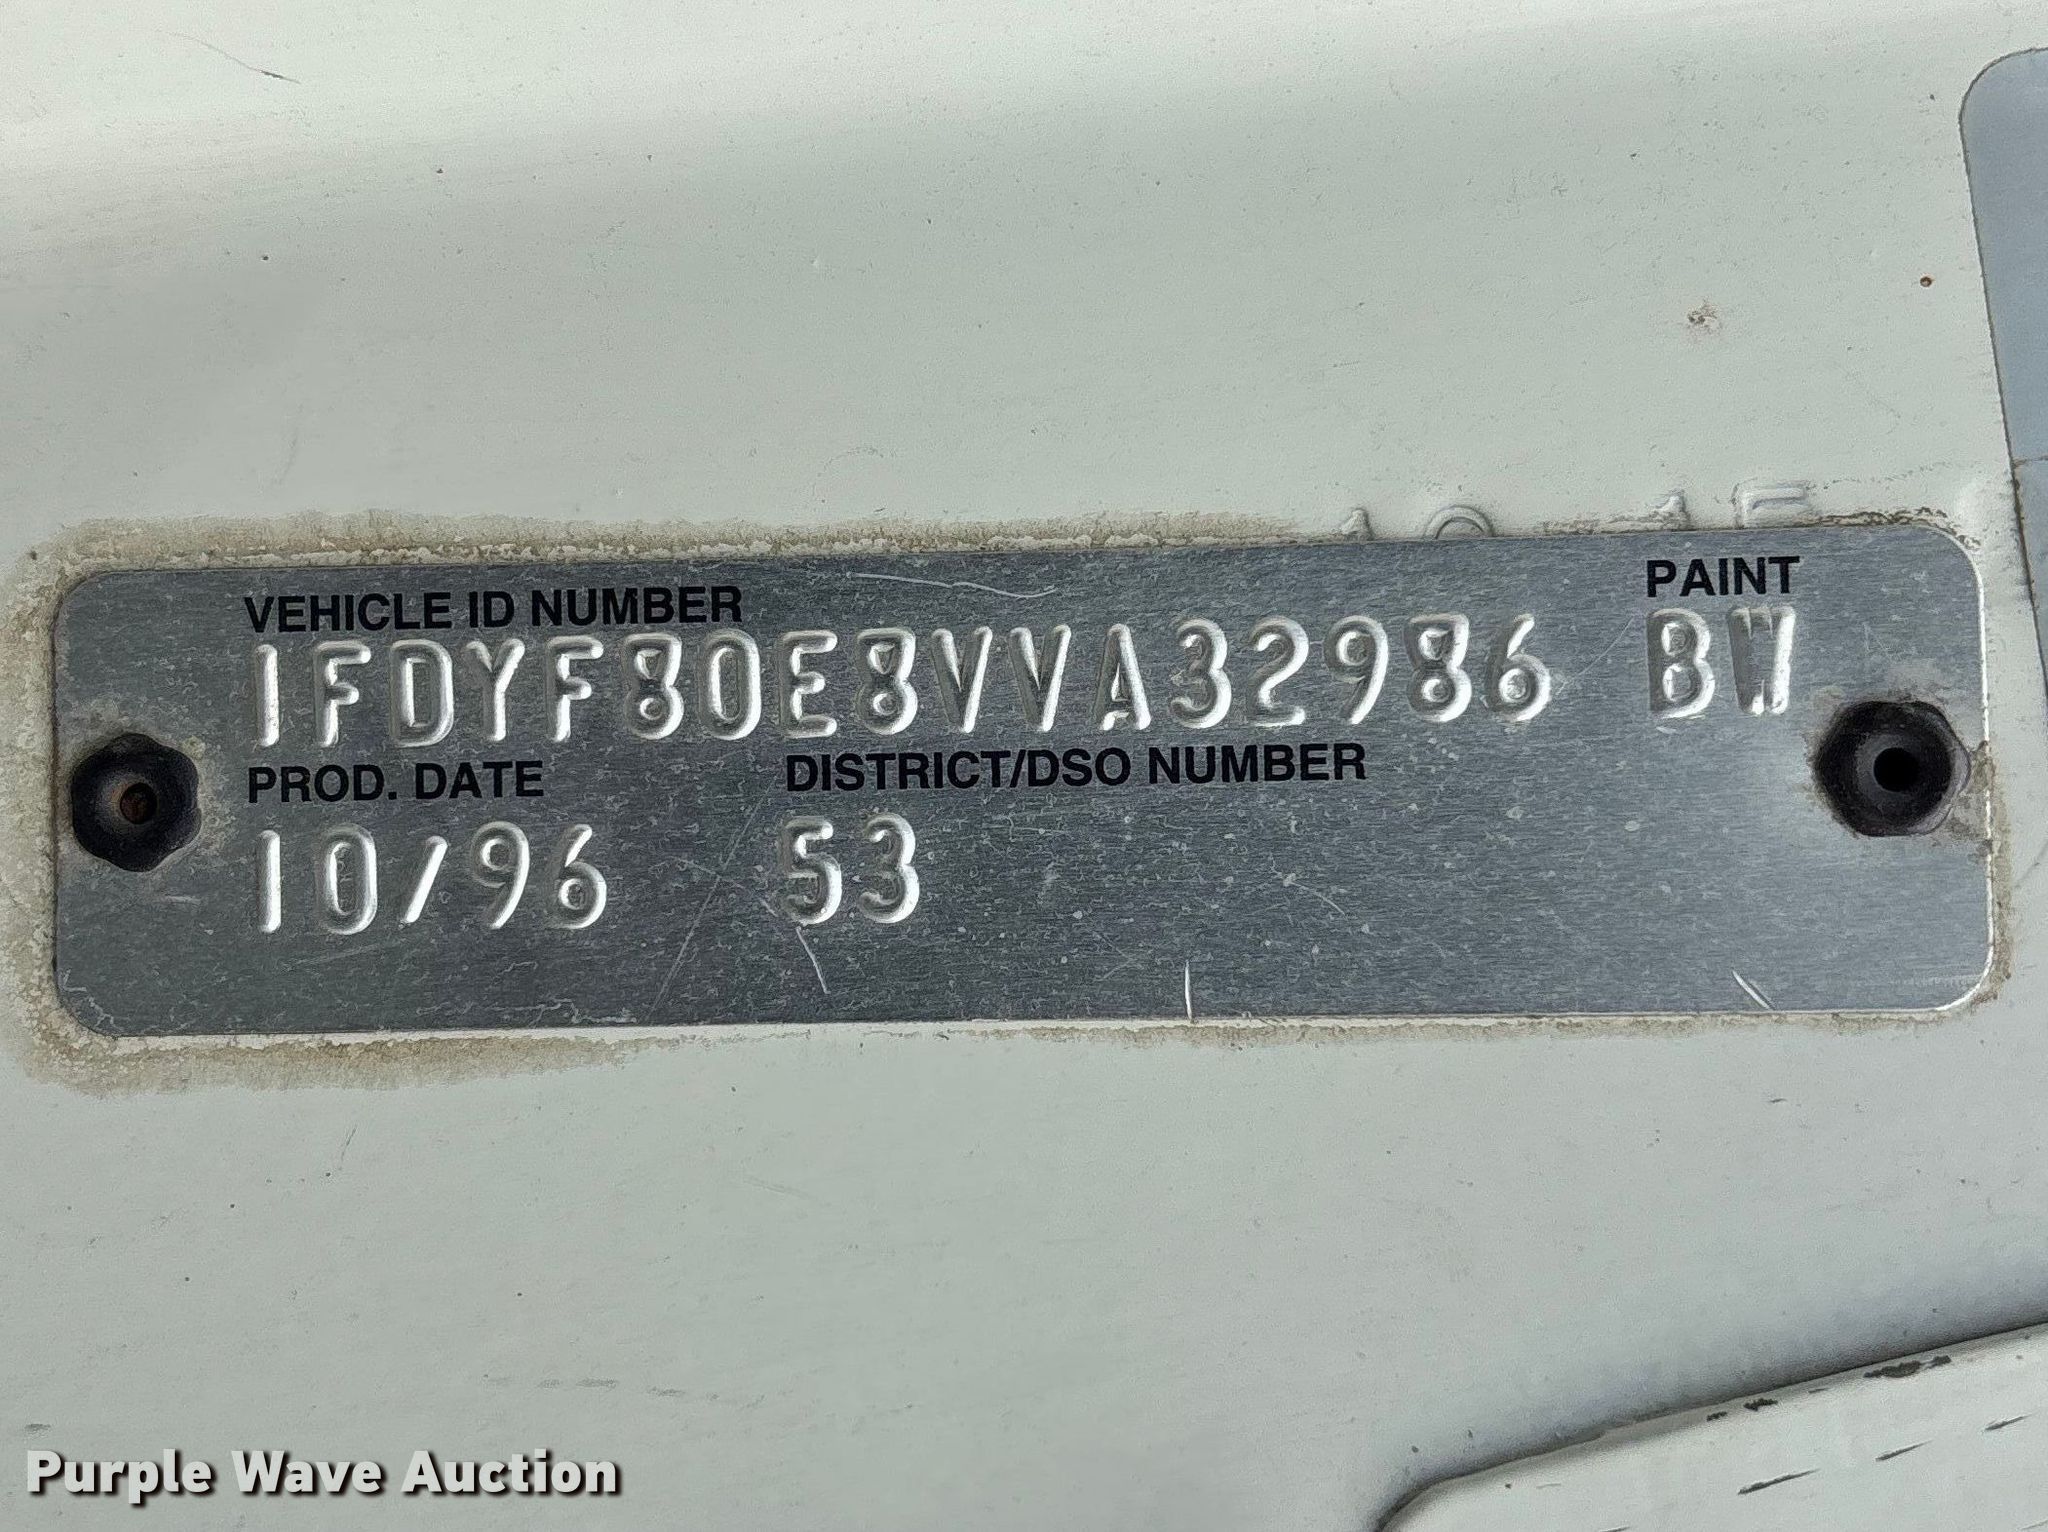 VEHICLE ID NUMBER PAINT
1FDYF80E8VVA32986 BW
PROD. DATE DISTRICT/DSO NUMBER
10/96 53
Purple Wave Auction